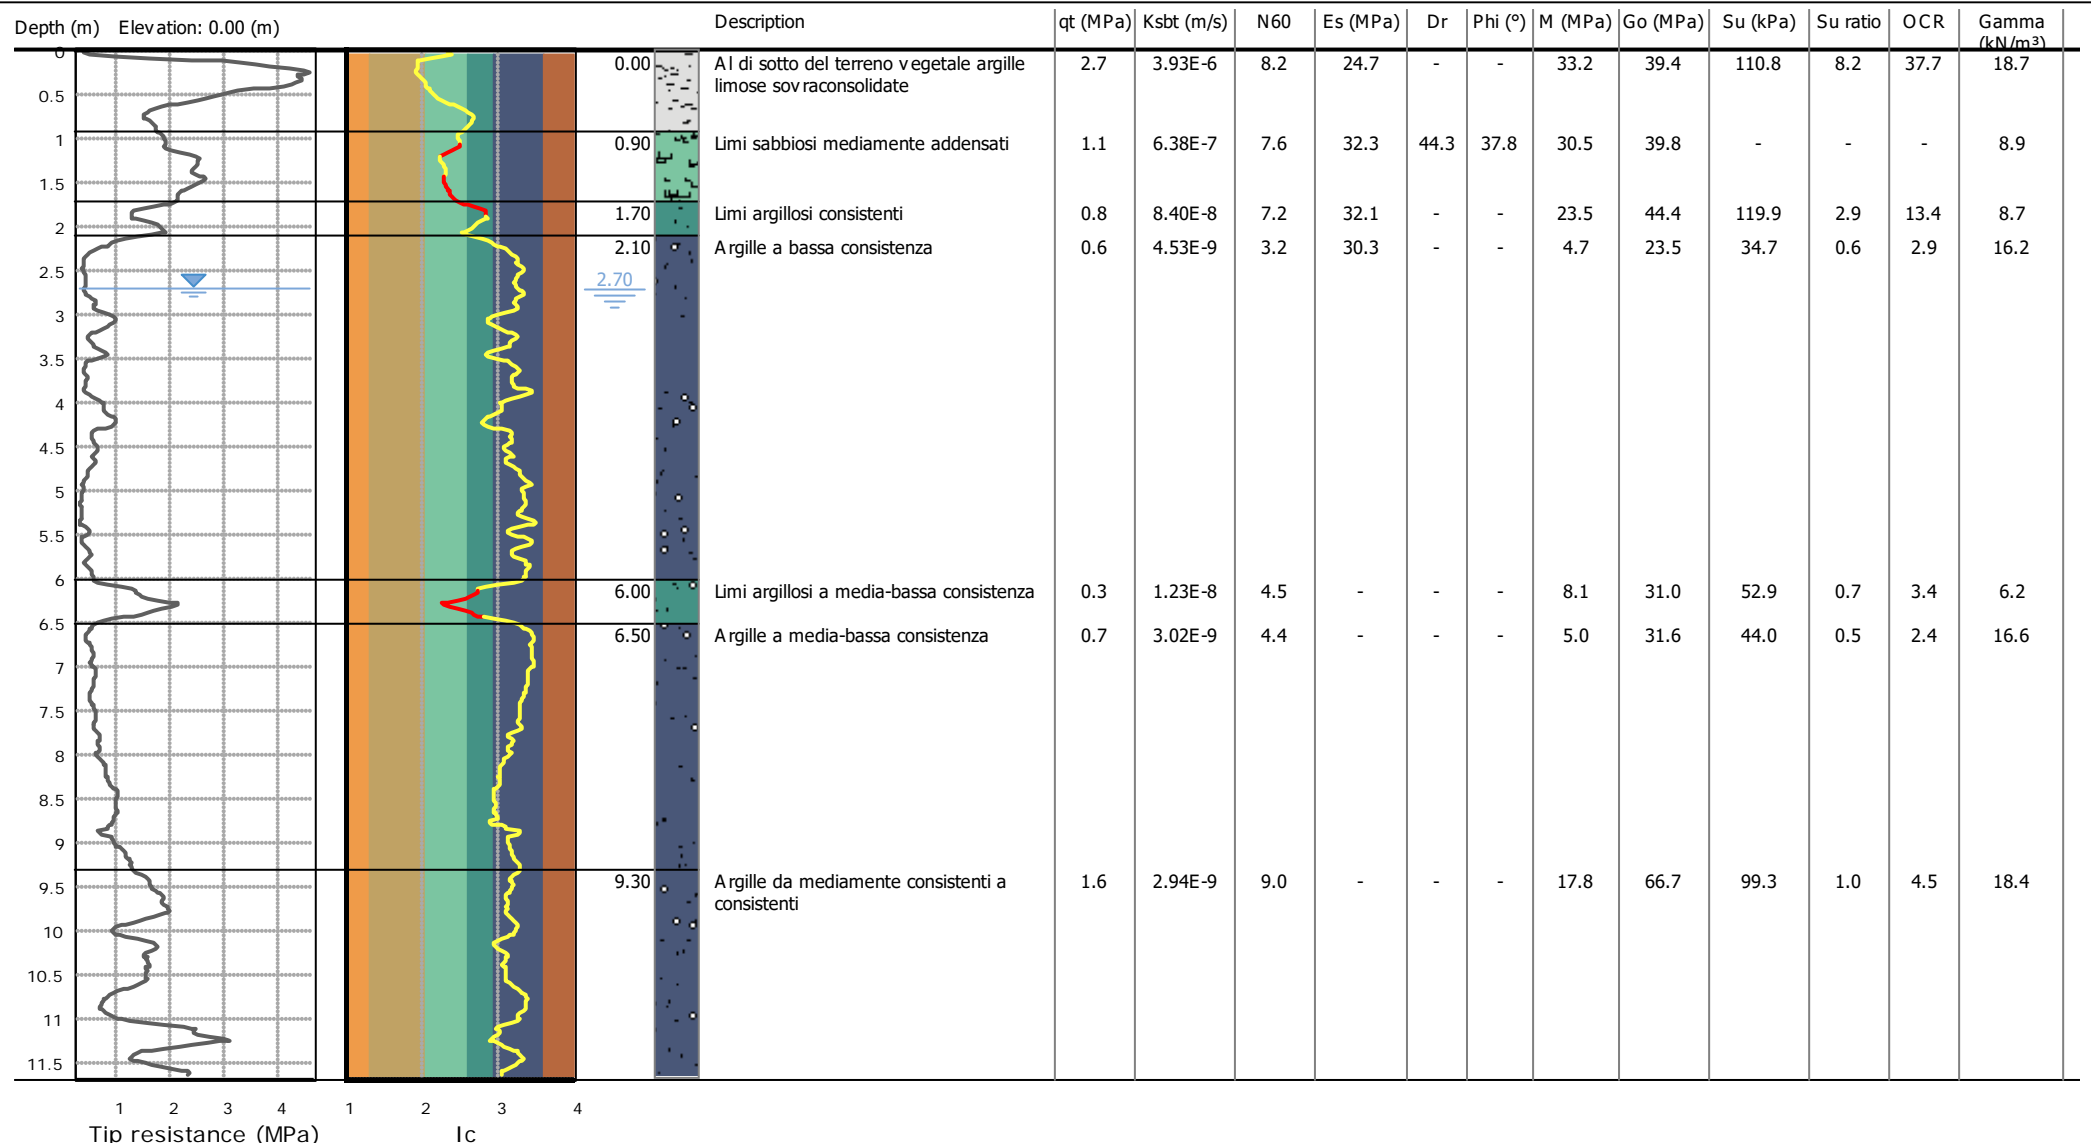 Depth (m) Elevation: 0.00 (m) Description qt (MPa) Ksbt (m/s) N60 Es (MPa) Dr Phi (°) M (MPa) Go (MPa) Su (kPa) Su ratio OCR Gamma
(kN/m³)
0
0.00 Al di sotto del terreno vegetale argille 2.7 3.93E-6 8.2 24.7 - - 33.2 39.4 110.8 8.2 37.7 18.7
limose sovraconsolidate
0.5
1
0.90 Limi sabbiosi mediamente addensati 1.1 6.38E-7 7.6 32.3 44.3 37.8 30.5 39.8 - - - 8.9
1.5
1.70 Limi argillosi consistenti 0.8 8.40E-8 7.2 32.1 - - 23.5 44.4 119.9 2.9 13.4 8.7
2
2.10 Argille a bassa consistenza 0.6 4.53E-9 3.2 30.3 - - 4.7 23.5 34.7 0.6 2.9 16.2
2.5
2.70
3
3.5
4
4.5
5
5.5
6
6.00 Limi argillosi a media-bassa consistenza 0.3 1.23E-8 4.5 - - - 8.1 31.0 52.9 0.7 3.4 6.2
6.5
6.50 Argille a media-bassa consistenza 0.7 3.02E-9 4.4 - - - 5.0 31.6 44.0 0.5 2.4 16.6
7
7.5
8
8.5
9
9.30 Argille da mediamente consistenti a 1.6 2.94E-9 9.0 - - - 17.8 66.7 99.3 1.0 4.5 18.4
9.5
consistenti
10
10.5
11
11.5
1 2 3 4 1 2 3 4
Tip resistance (MPa) Ic